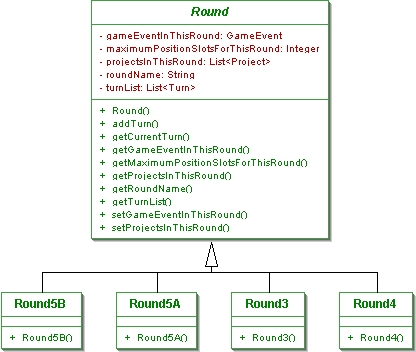 Round
- gameEventInThisRound: GameEvent
- maximumPositionSlotsForThisRound: Integer
- projectsInThisRound: List<Project>
- roundName: String
- turnList: List<Turn>
+ Round()
+ addTurn()
+ getCurrentTurn()
+ getGameEventInThisRound()
+ getMaximumPositionSlotsForThisRound()
+ getProjectsInThisRound()
+ getRoundName()
+ getTurnList()
+ setGameEventInThisRound()
+ setProjectsInThisRound()
Round5B
+ Round5B()
Round5A
+ Round5A()
Round3
+ Round3()
Round4
+ Round4()